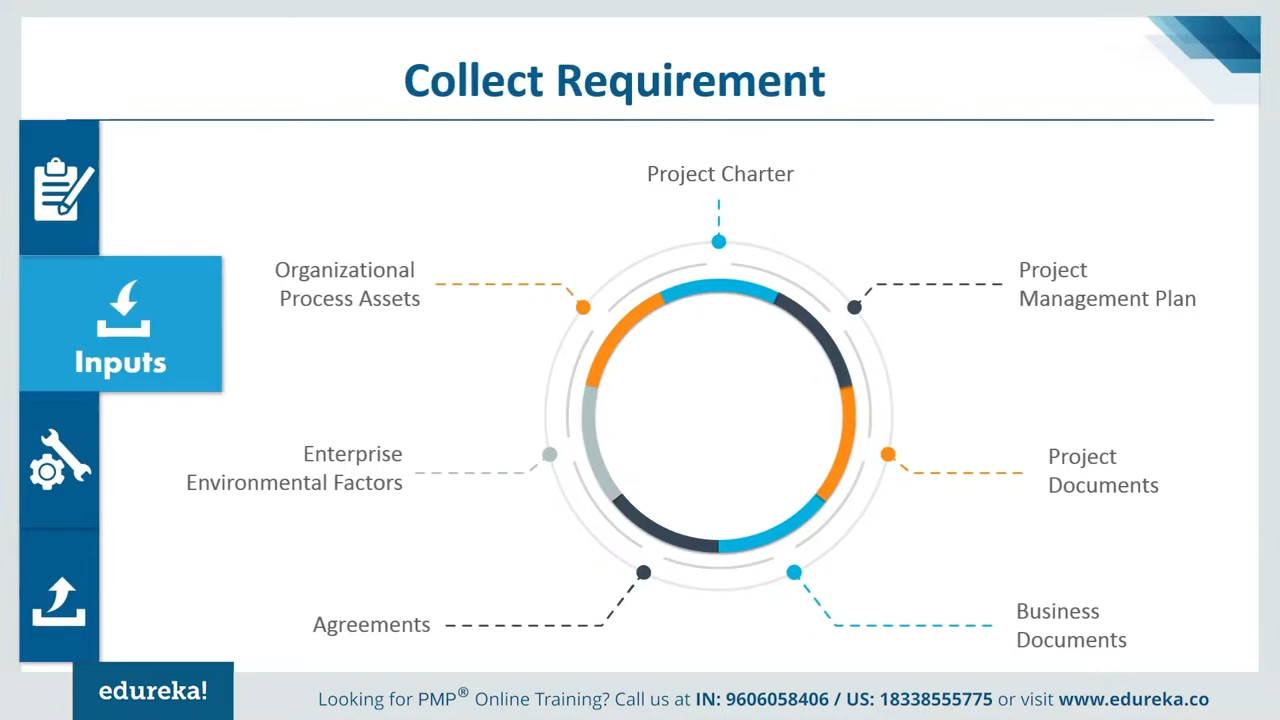 Collect Requirement
Project Charter
Organizational
Process Assets
Project
Management Plan
Inputs
Enterprise
Environmental Factors
Project
Documents
Agreements
Business
Documents
edureka!
Looking for PMP® Online Training? Call us at IN: 9606058406 / US: 18338555775 or visit www.edureka.co